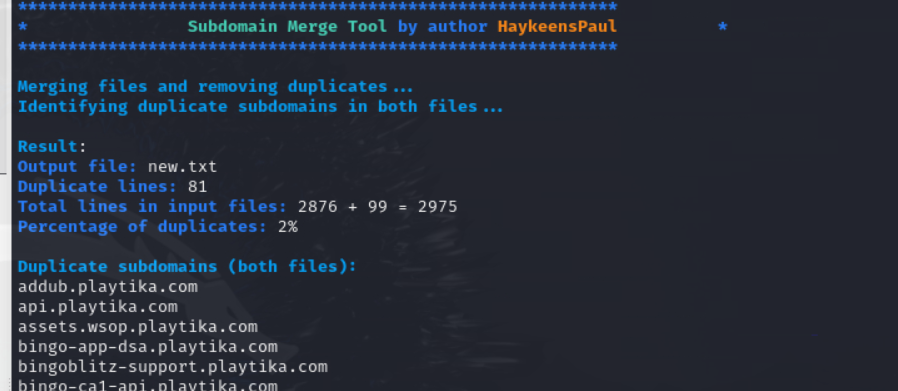 ************************************************************
* Subdomain Merge Tool by author HaykeensPaul *
************************************************************
Merging files and removing duplicates ...
Identifying duplicate subdomains in both files ...
Result:
Output file: new.txt
Duplicate lines: 81
Total lines in input files: 2876 + 99 = 2975
Percentage of duplicates: 2%
Duplicate subdomains (both files):
addub.playtika.com
api.playtika.com
assets.wsop.playtika.com
bingo-app-dsa.playtika.com
bingoblitz-support.playtika.com
bingo-ca1-api.playtika.com